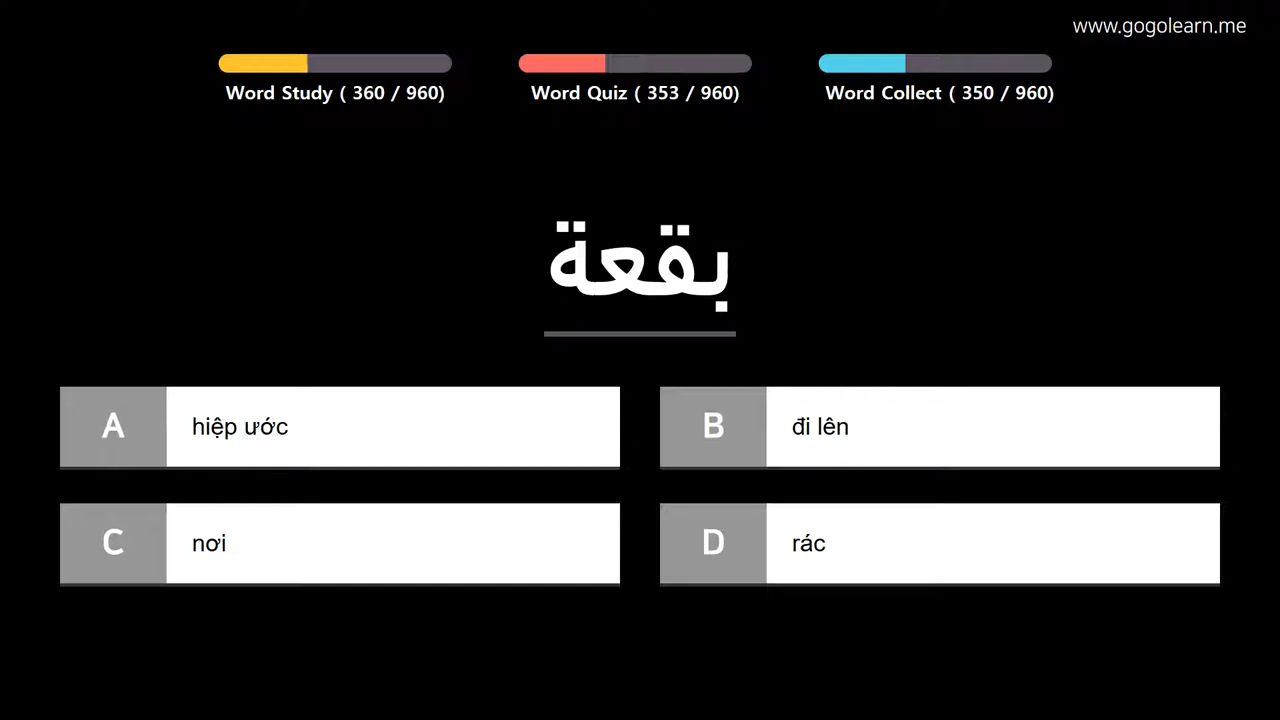 www.gogolearn.me
Word Study ( 360 / 960)
Word Quiz ( 353 / 960)
Word Collect ( 350 / 960)
بقعة
A hiệp ước
B đi lên
C nơi
D rác